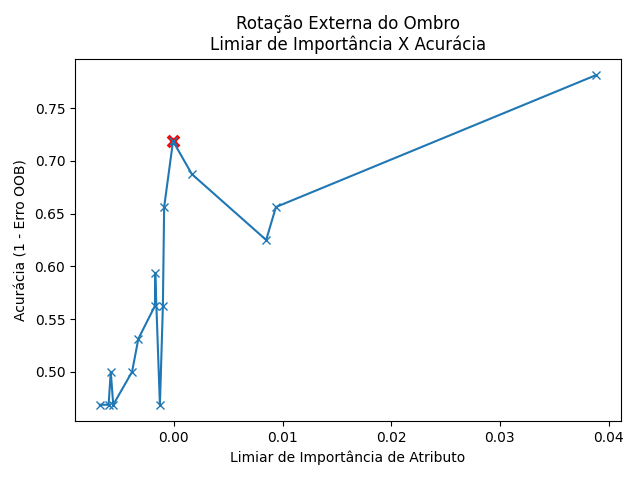 Rotação Externa do Ombro
Limiar de Importância X Acurácia
Acurácia (1 - Erro OOB)
0.75
0.70
0.65
0.60
0.55
0.50
0.00
0.01
0.02
0.03
0.04
Limiar de Importância de Atributo